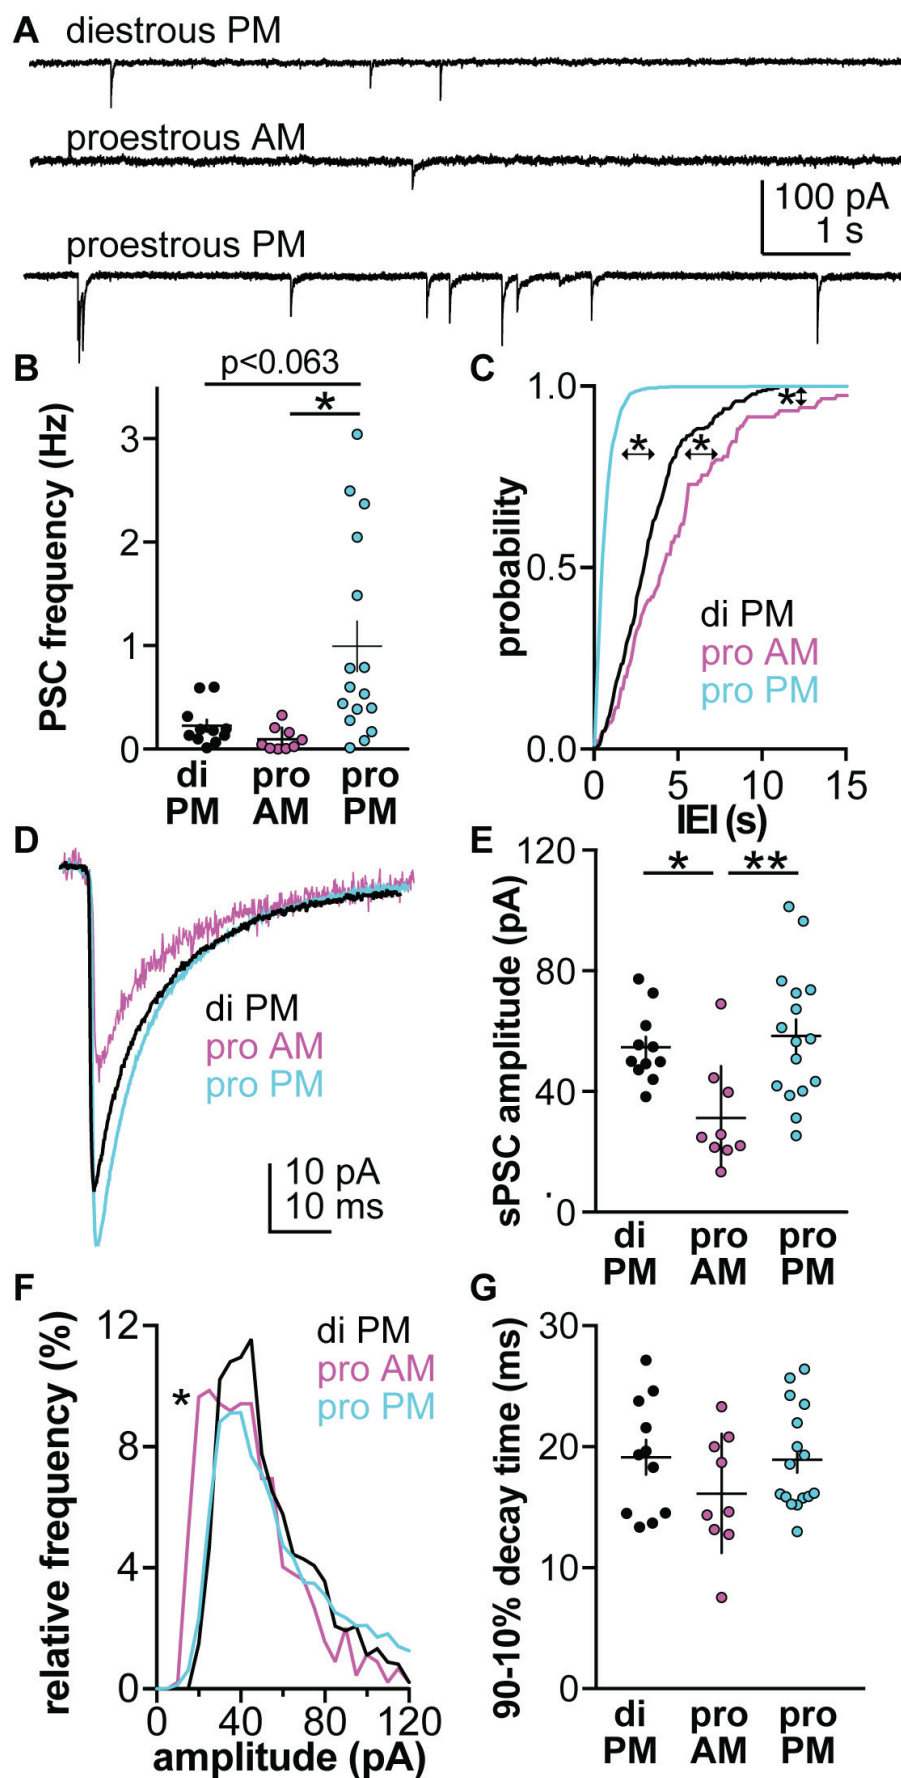 A diestrous PM
proestrous AM
100 pA
1 s
proestrous PM
B
p<0.063
*
PSC frequency (Hz)
3
2
1
0
di PM
pro AM
pro PM
C
1.0
0.5
0.0
probability
*
*
*
di PM
pro AM
pro PM
0 5 10 15
IEI (s)
D
di PM
pro AM
pro PM
10 pA
10 ms
E
120
80
40
0
sPSC amplitude (pA)
*
**
di PM
pro AM
pro PM
F
12
8
4
0
relative frequency (%)
*
di PM
pro AM
pro PM
0 40 80 120
amplitude (pA)
G
30
20
10
0
90-10% decay time (ms)
di PM
pro AM
pro PM